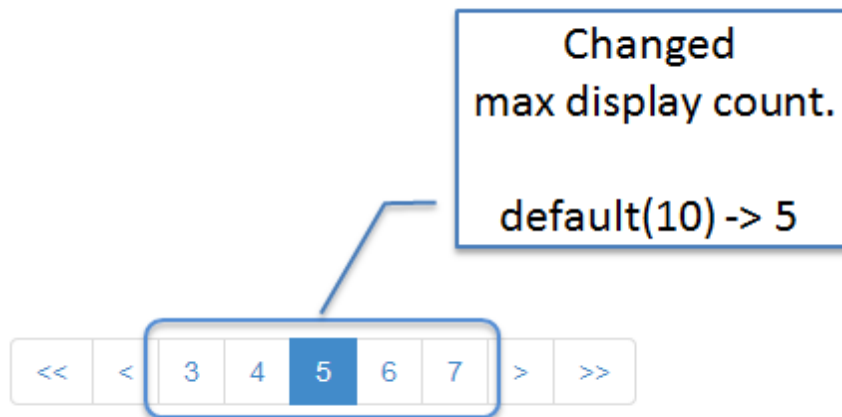 Changed
max display count.
default(10) -> 5
<< < 3 4 5 6 7 > >>